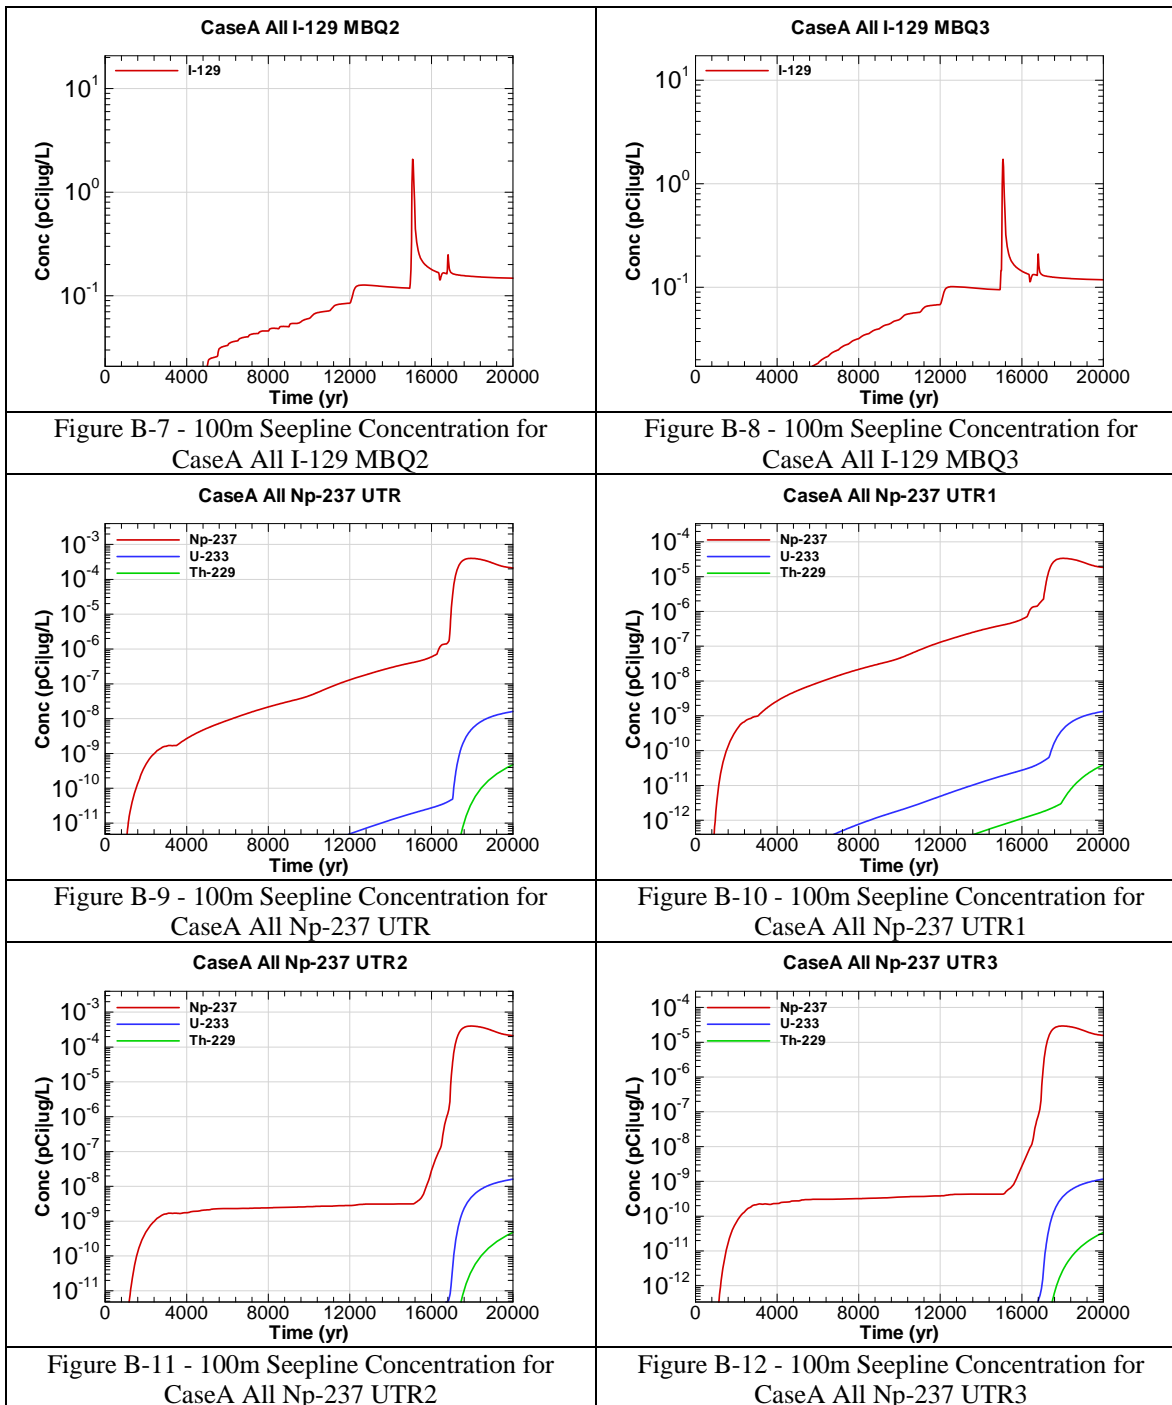 CaseA All I-129 MBQ2
I-129
Conc (pCi|ug/L)
10^1
10^0
10^-1
0 4000 8000 12000 16000 20000
Time (yr)
Figure B-7 - 100m Seepline Concentration for
CaseA All I-129 MBQ2
CaseA All I-129 MBQ3
I-129
Conc (pCi|ug/L)
10^1
10^0
10^-1
0 4000 8000 12000 16000 20000
Time (yr)
Figure B-8 - 100m Seepline Concentration for
CaseA All I-129 MBQ3
CaseA All Np-237 UTR
Np-237
U-233
Th-229
Conc (pCi|ug/L)
10^-3
10^-4
10^-5
10^-6
10^-7
10^-8
10^-9
10^-10
10^-11
0 4000 8000 12000 16000 20000
Time (yr)
Figure B-9 - 100m Seepline Concentration for
CaseA All Np-237 UTR
CaseA All Np-237 UTR1
Np-237
U-233
Th-229
Conc (pCi|ug/L)
10^-4
10^-5
10^-6
10^-7
10^-8
10^-9
10^-10
10^-11
10^-12
0 4000 8000 12000 16000 20000
Time (yr)
Figure B-10 - 100m Seepline Concentration for
CaseA All Np-237 UTR1
CaseA All Np-237 UTR2
Np-237
U-233
Th-229
Conc (pCi|ug/L)
10^-3
10^-4
10^-5
10^-6
10^-7
10^-8
10^-9
10^-10
10^-11
0 4000 8000 12000 16000 20000
Time (yr)
Figure B-11 - 100m Seepline Concentration for
CaseA All Np-237 UTR2
CaseA All Np-237 UTR3
Np-237
U-233
Th-229
Conc (pCi|ug/L)
10^-4
10^-5
10^-6
10^-7
10^-8
10^-9
10^-10
10^-11
10^-12
0 4000 8000 12000 16000 20000
Time (yr)
Figure B-12 - 100m Seepline Concentration for
CaseA All Np-237 UTR3